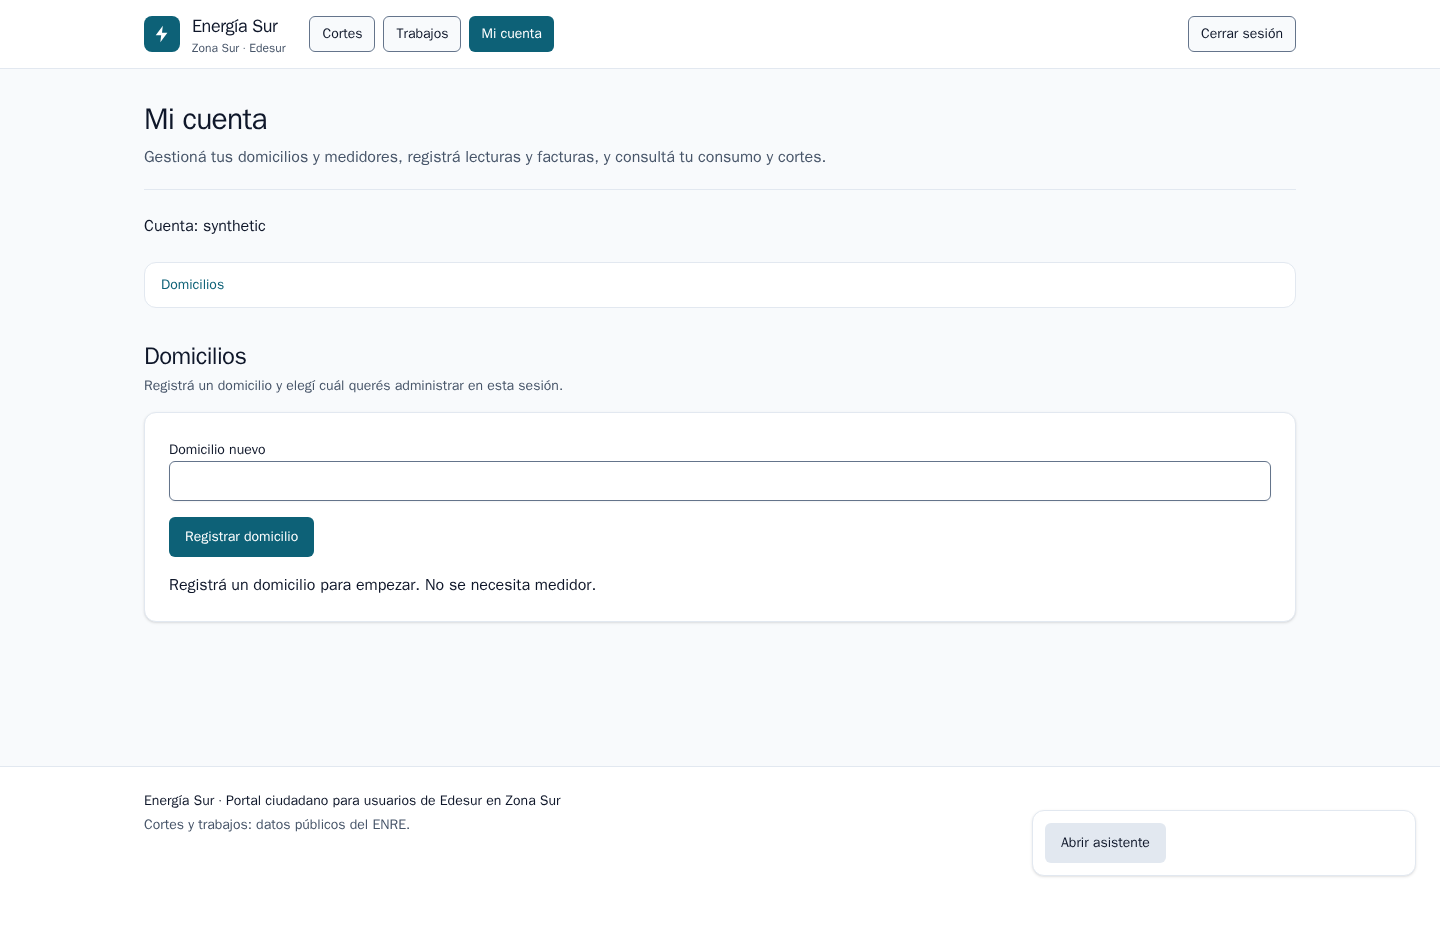 Energía Sur
Zona Sur · Edesur
Cortes
Trabajos
Mi cuenta
Cerrar sesión
Mi cuenta
Gestioná tus domicilios y medidores, registrá lecturas y facturas, y consultá tu consumo y cortes.
Cuenta: synthetic
Domicilios
Domicilios
Registrá un domicilio y elegí cuál querés administrar en esta sesión.
Domicilio nuevo
Registrar domicilio
Registrá un domicilio para empezar. No se necesita medidor.
Energía Sur · Portal ciudadano para usuarios de Edesur en Zona Sur
Cortes y trabajos: datos públicos del ENRE.
Abrir asistente